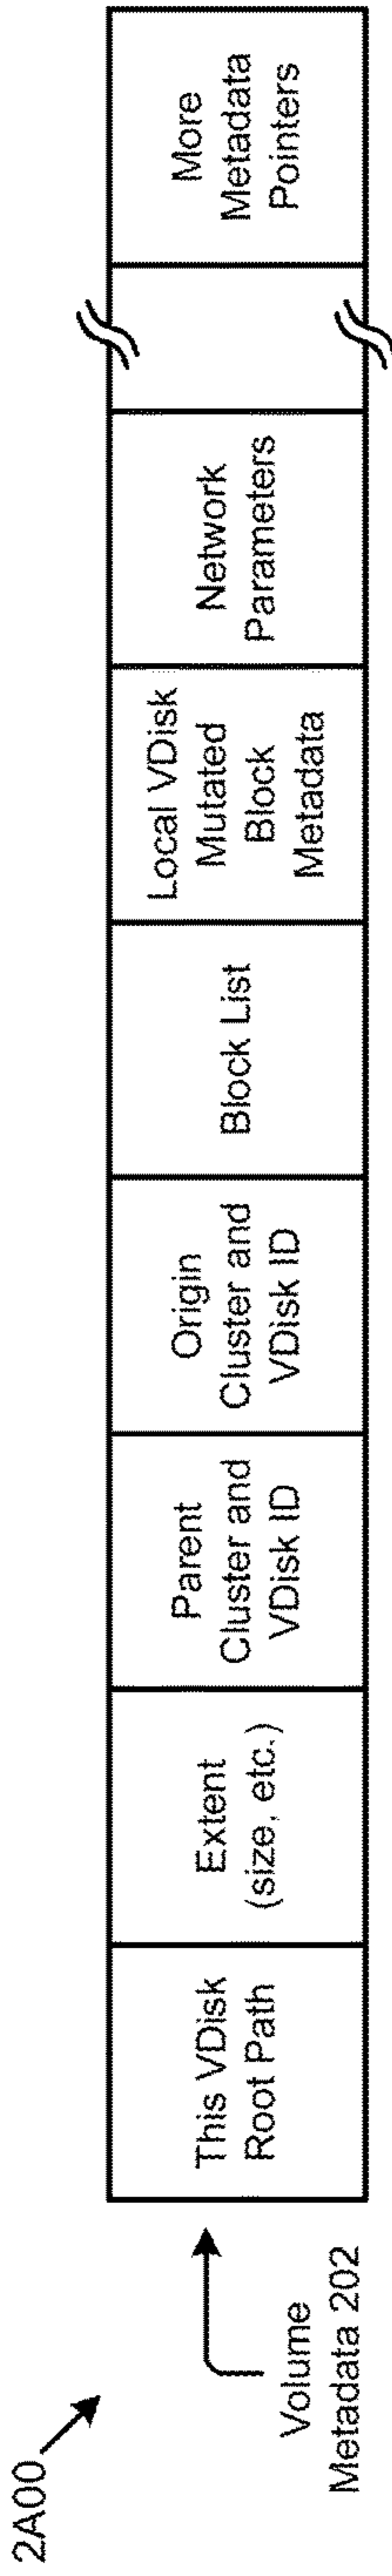 2A00
Volume
Metadata 202
This VDisk
Root Path
Extent
(size, etc.)
Parent
Cluster and
VDisk ID
Origin
Cluster and
VDisk ID
Block List
Local VDisk
Mutated
Block
Metadata
Network
Parameters
More
Metadata
Pointers